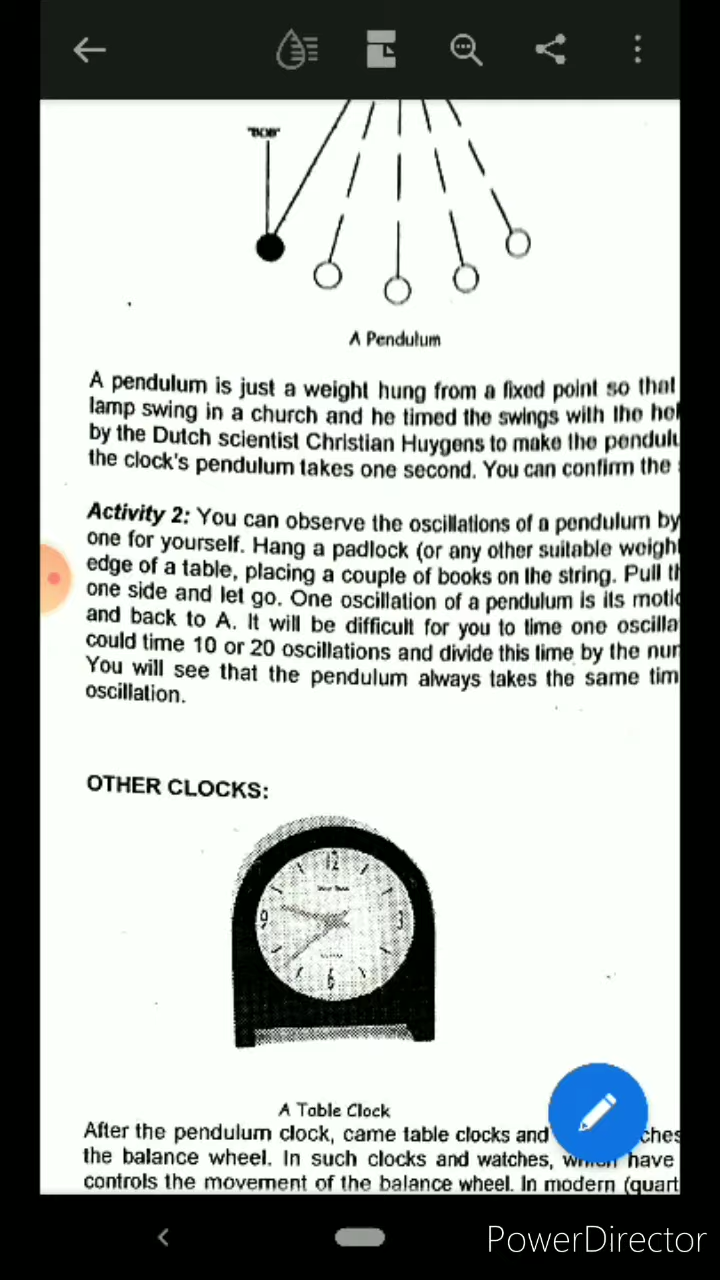 "BOB"
A Pendulum
A pendulum is just a weight hung from a fixed point so that
lamp swing in a church and he timed the swings with the
by the Dutch scientist Christian Huygens to make the
the clock's pendulum takes one second. You can confirm the
Activity 2: You can observe the oscillations of a pendulum by
one for yourself. Hang a padlock (or any other suitable
edge of a table, placing a couple of books on the string. Pull
one side and let go. One oscillation of a pendulum is its
and back to A. It will be difficult for you to time one
could time 10 or 20 oscillations and divide this time by the
You will see that the pendulum always takes the same
oscillation.
OTHER CLOCKS:
12
9 3
6
A Table Clock
After the pendulum clock, came table clocks and
the balance wheel. In such clocks and watches, which have
controls the movement of the balance wheel. In modern
PowerDirector